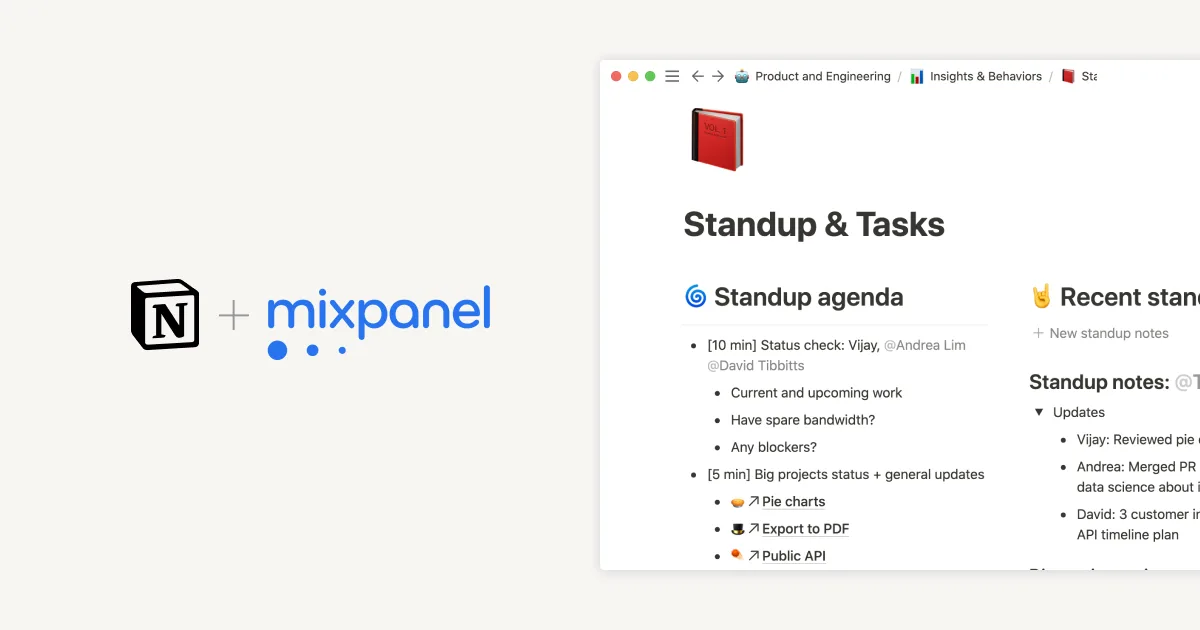 N + mixpanel
Product and Engineering / Insights & Behaviors /
VOL. 1
Standup & Tasks
Standup agenda
[10 min] Status check: Vijay, @Andrea Lim
@David Tibbitts
Current and upcoming work
Have spare bandwidth?
Any blockers?
[5 min] Big projects status + general updates
Pie charts
Export to PDF
Public API
Recent
+ New standup notes
Standup notes:
Updates
Vijay: Reviewed pie
Andrea: Merged PR
data science about
David: 3 customer
API timeline plan